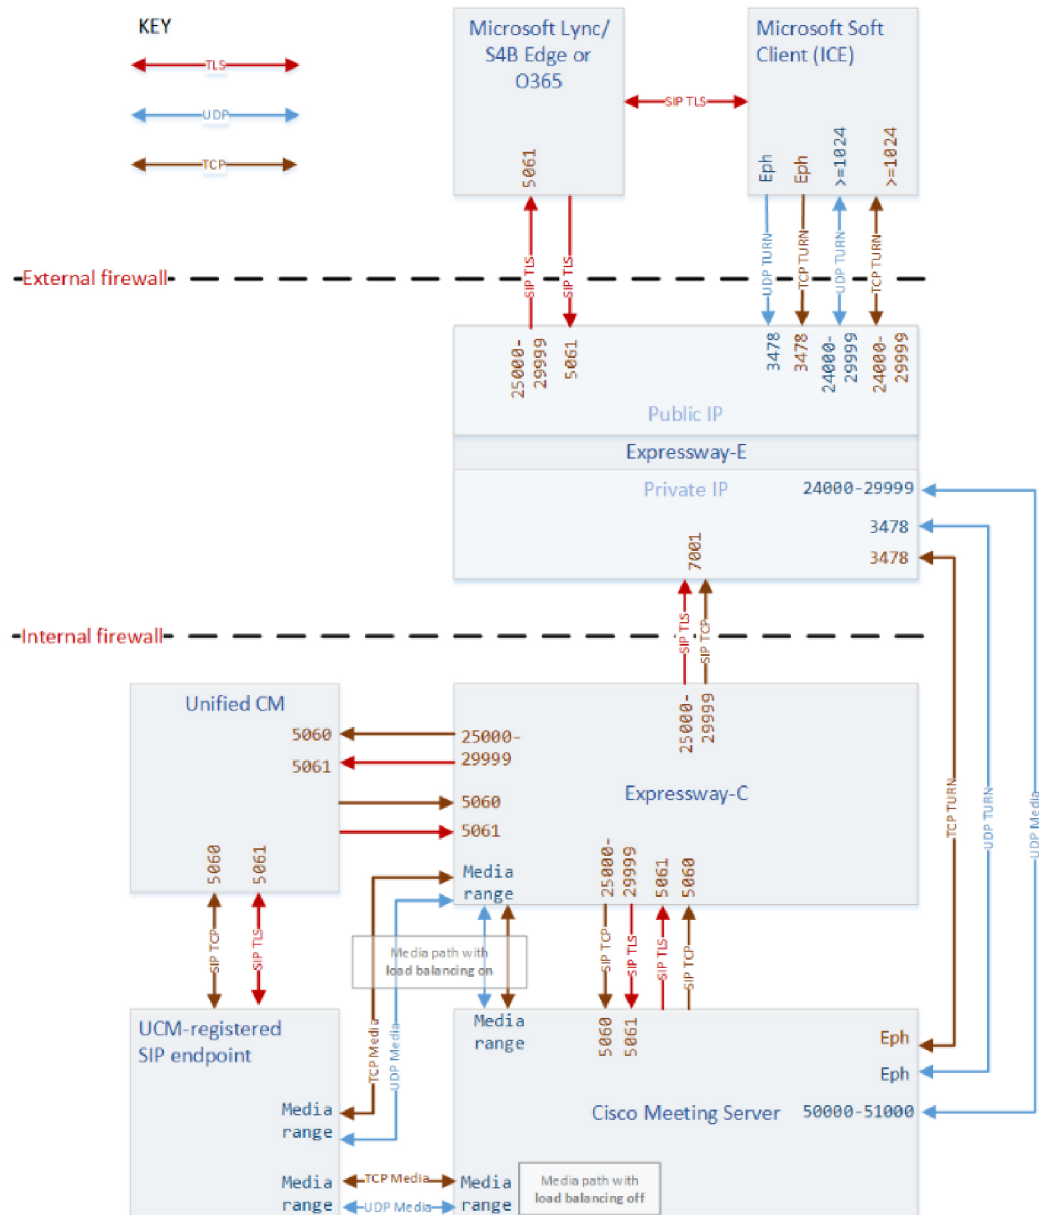 KEY
TLS
UDP
TCP
Microsoft Lync/
S4B Edge or
O365
5061
SIP TLS
Microsoft Soft
Client (ICE)
Eph
Eph
>=1024
>=1024
External firewall
SIP TLS
SIP TLS
UDP TURN
TCP TURN
UDP TURN
TCP TURN
25000-
29999
5061
3478
3478
24000-
29999
24000-
29999
Public IP
Expressway-E
Private IP
24000-29999
3478
3478
7001
Internal firewall
SIP TLS
SIP TCP
Unified CM
5060
5061
5060
5061
25000-
29999
25000-
29999
5060
5061
Expressway-C
Media
range
25000-
29999
5061
5060
TCP TURN
UDP TURN
UDP Media
SIP TCP
SIP TLS
Media path with
load balancing on
SIP TCP
SIP TLS
SIP TLS
SIP TCP
UCM-registered
SIP endpoint
TCP Media
UDP Media
Media
range
5060
5061
Eph
Eph
Media
range
Cisco Meeting Server
50000-51000
Media
range
TCP Media
UDP Media
Media
range
Media path with
load balancing off